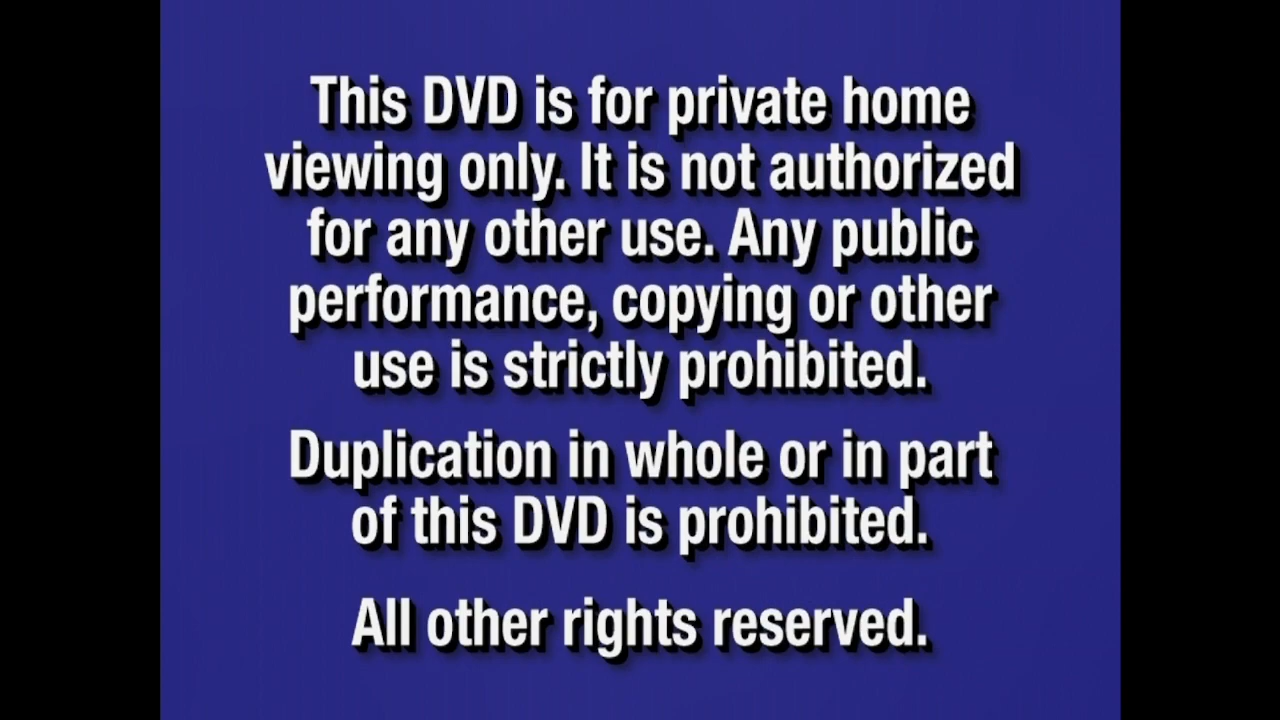 This DVD is for private home
viewing only. It is not authorized
for any other use. Any public
performance, copying or other
use is strictly prohibited.
Duplication in whole or in part
of this DVD is prohibited.
All other rights reserved.